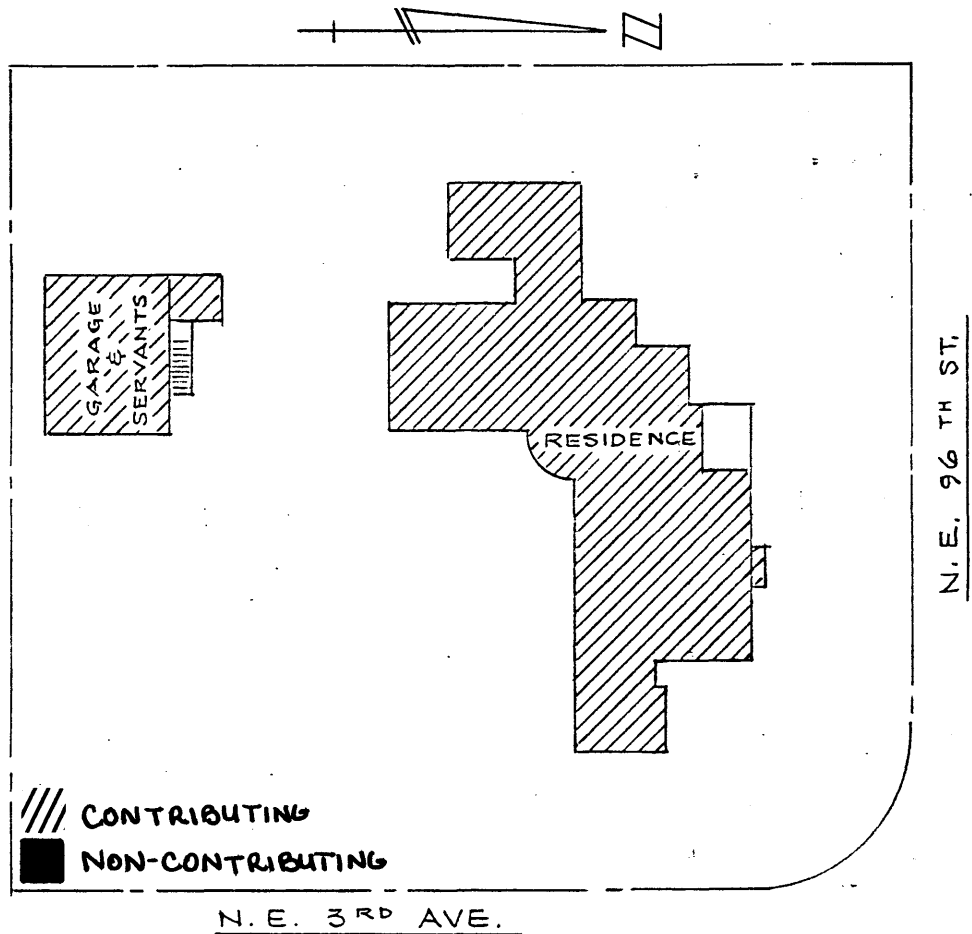 N
GARAGE
&
SERVANTS
RESIDENCE
N. E. 96 TH ST.
CONTRIBUTING
NON-CONTRIBUTING
N. E. 3RD AVE.